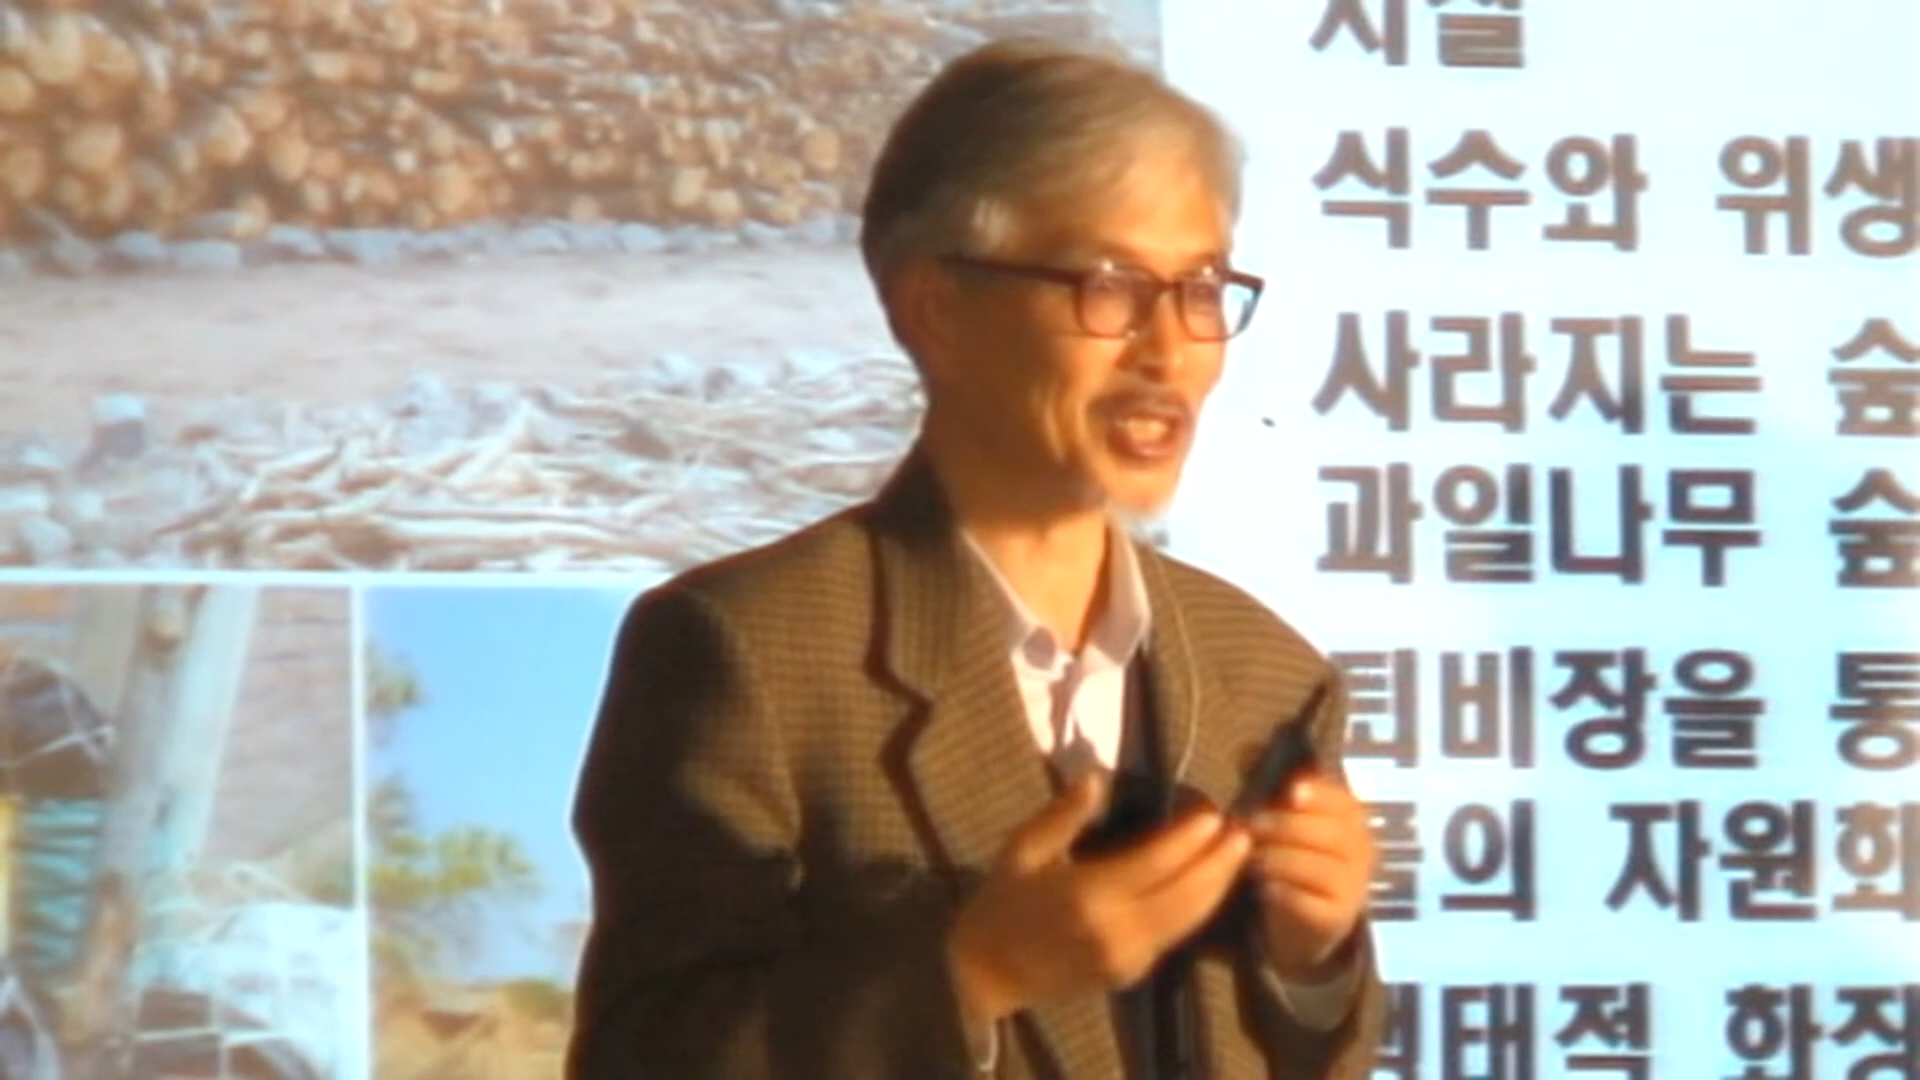 시설
식수와 위생
사라지는 숲
과일나무 숲
퇴비장을 통
의 자원화
생태적 화장